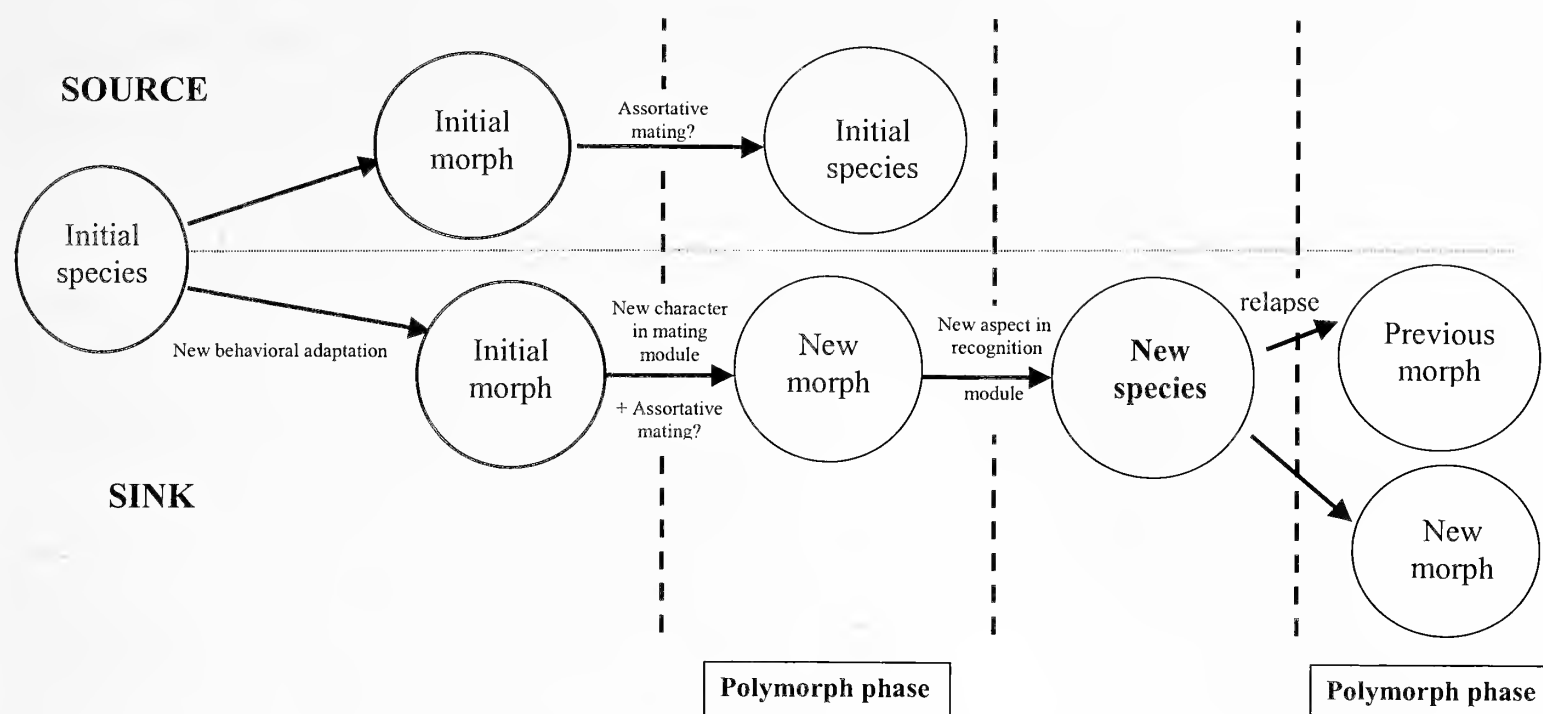 SOURCE
Initial
morph
Assortative
mating?
Initial
species
Initial
species
New behavioral adaptation
Initial
morph
New character
in mating
module
+ Assortative
mating?
New
morph
New aspect in
recognition
module
New
species
relapse
Previous
morph
New
morph
SINK
Polymorph phase
Polymorph phase